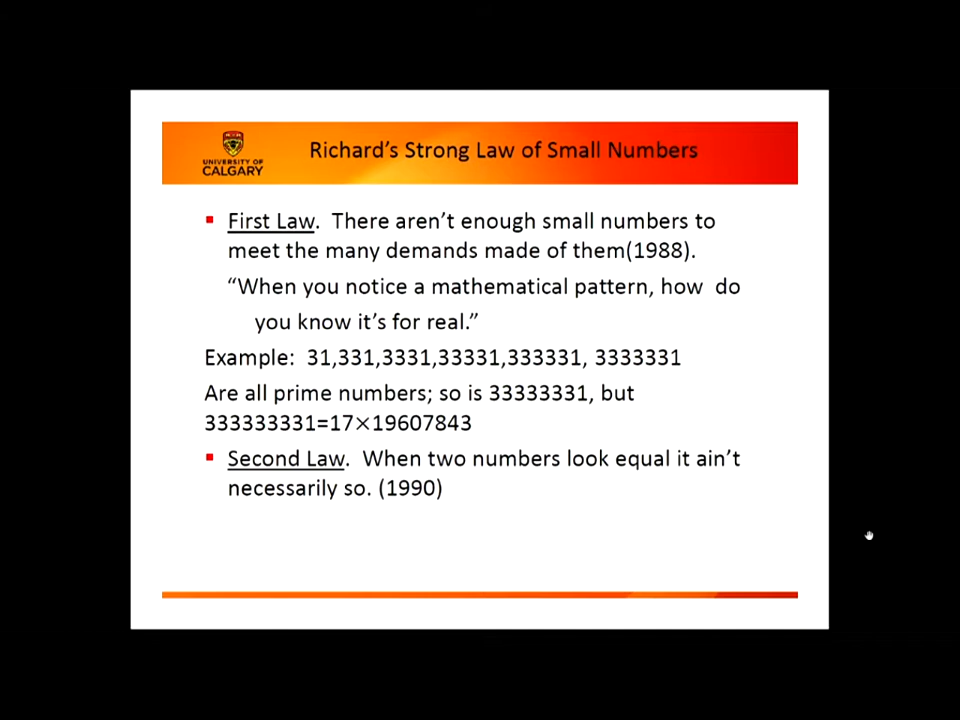 UNIVERSITY OF
CALGARY
Richard's Strong Law of Small Numbers
▪ First Law. There aren't enough small numbers to
meet the many demands made of them(1988).
“When you notice a mathematical pattern, how do
you know it's for real.”
Example: 31,331,3331,33331,333331, 3333331
Are all prime numbers; so is 33333331, but
333333331=17×19607843
▪ Second Law. When two numbers look equal it ain't
necessarily so. (1990)